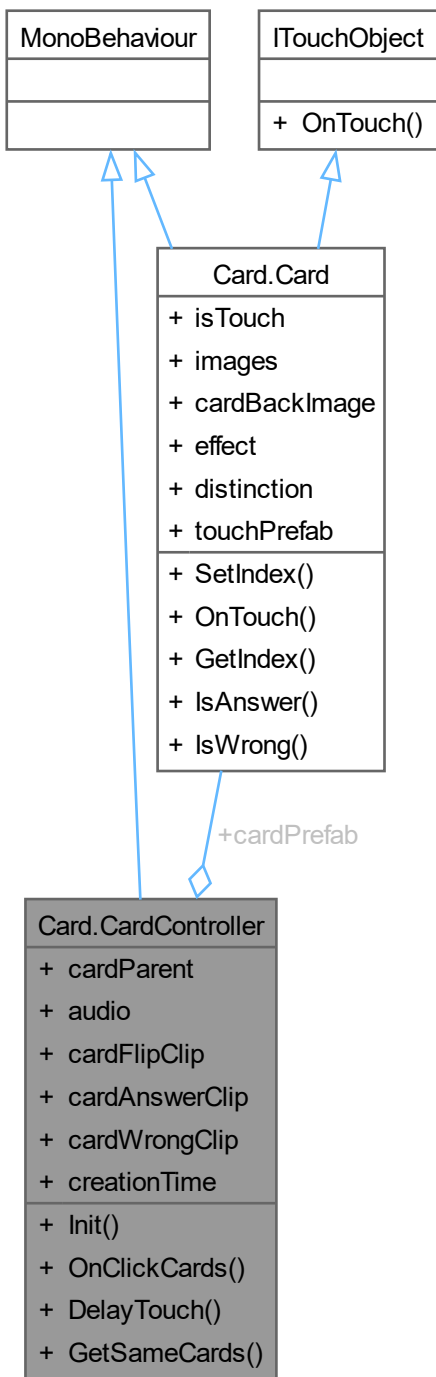 MonoBehaviour
ITouchObject
+ OnTouch()
Card.Card
+ isTouch
+ images
+ cardBackImage
+ effect
+ distinction
+ touchPrefab
+ SetIndex()
+ OnTouch()
+ GetIndex()
+ IsAnswer()
+ IsWrong()
+cardPrefab
Card.CardController
+ cardParent
+ audio
+ cardFlipClip
+ cardAnswerClip
+ cardWrongClip
+ creationTime
+ Init()
+ OnClickCards()
+ DelayTouch()
+ GetSameCards()